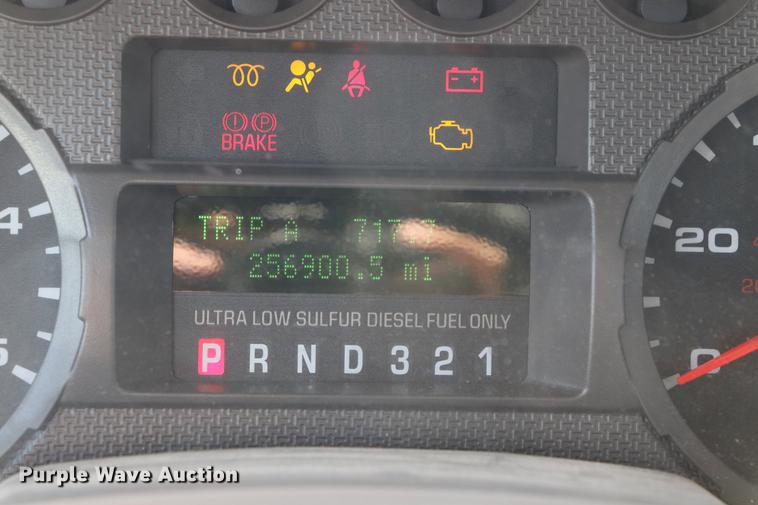 BRAKE
TRIP A
256900.5 mi
ULTRA LOW SULFUR DIESEL FUEL ONLY
P R N D 3 2 1
4
20
0
Purple Wave Auction